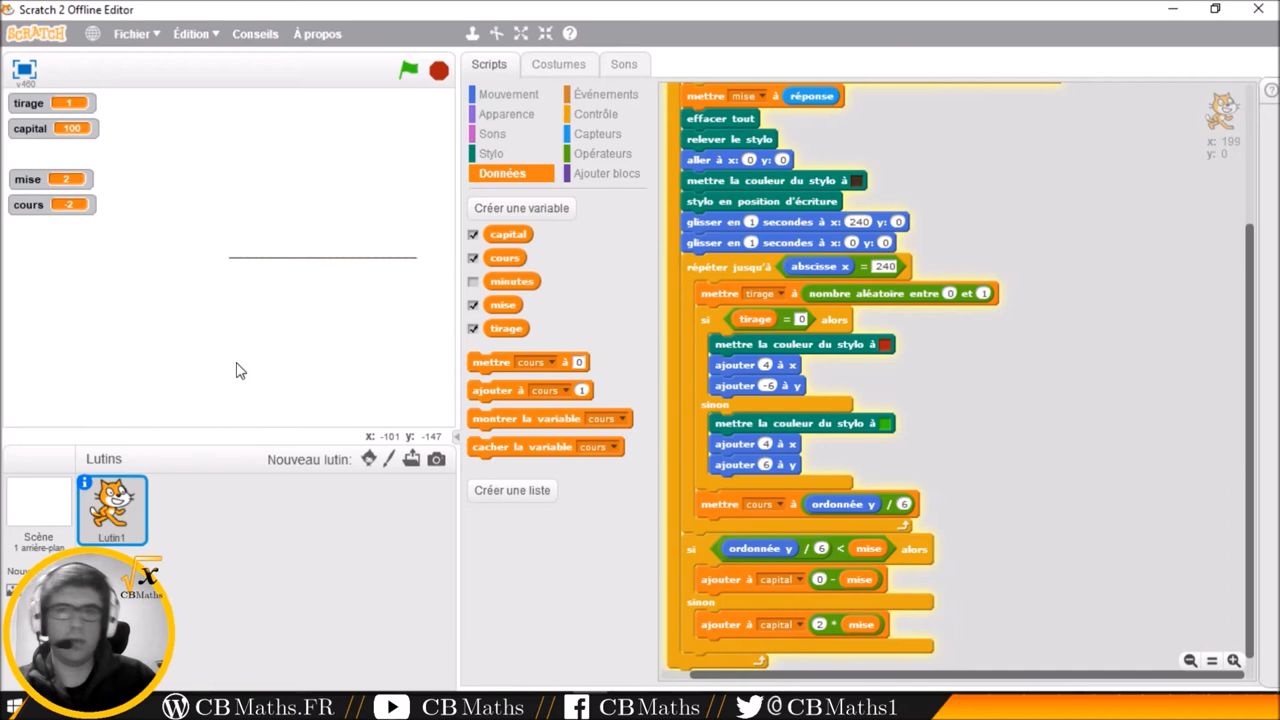 Scratch 2 Offline Editor
SCRATCH Fichier Édition Conseils À propos
v460
tirage 1
capital 100
mise 2
cours -2
x: -101 y: -147
Lutins Nouveau lutin:
Scène
1 arrière-plan
Lutin1
CBMaths
Scripts Costumes Sons
Mouvement Événements
Apparence Contrôle
Sons Capteurs
Stylo Opérateurs
Données Ajouter blocs
Créer une variable
capital
cours
minutes
mise
tirage
mettre cours à 0
ajouter à cours 1
montrer la variable cours
cacher la variable cours
Créer une liste
mettre mise à réponse
effacer tout
relever le stylo
aller à x: 0 y: 0
mettre la couleur du stylo à
stylo en position d'écriture
glisser en 1 secondes à x: 240 y: 0
glisser en 1 secondes à x: 0 y: 0
répéter jusqu'à abscisse x = 240
mettre tirage à nombre aléatoire entre 0 et 1
si tirage = 0 alors
mettre la couleur du stylo à
ajouter 4 à x
ajouter -6 à y
sinon
mettre la couleur du stylo à
ajouter 4 à x
ajouter 6 à y
mettre cours à ordonnée y / 6
si ordonnée y / 6 < mise alors
ajouter à capital 0 - mise
sinon
ajouter à capital 2 * mise
x: 199
y: 0
CBMaths.FR / CBMaths / CBMaths / @CBMaths1